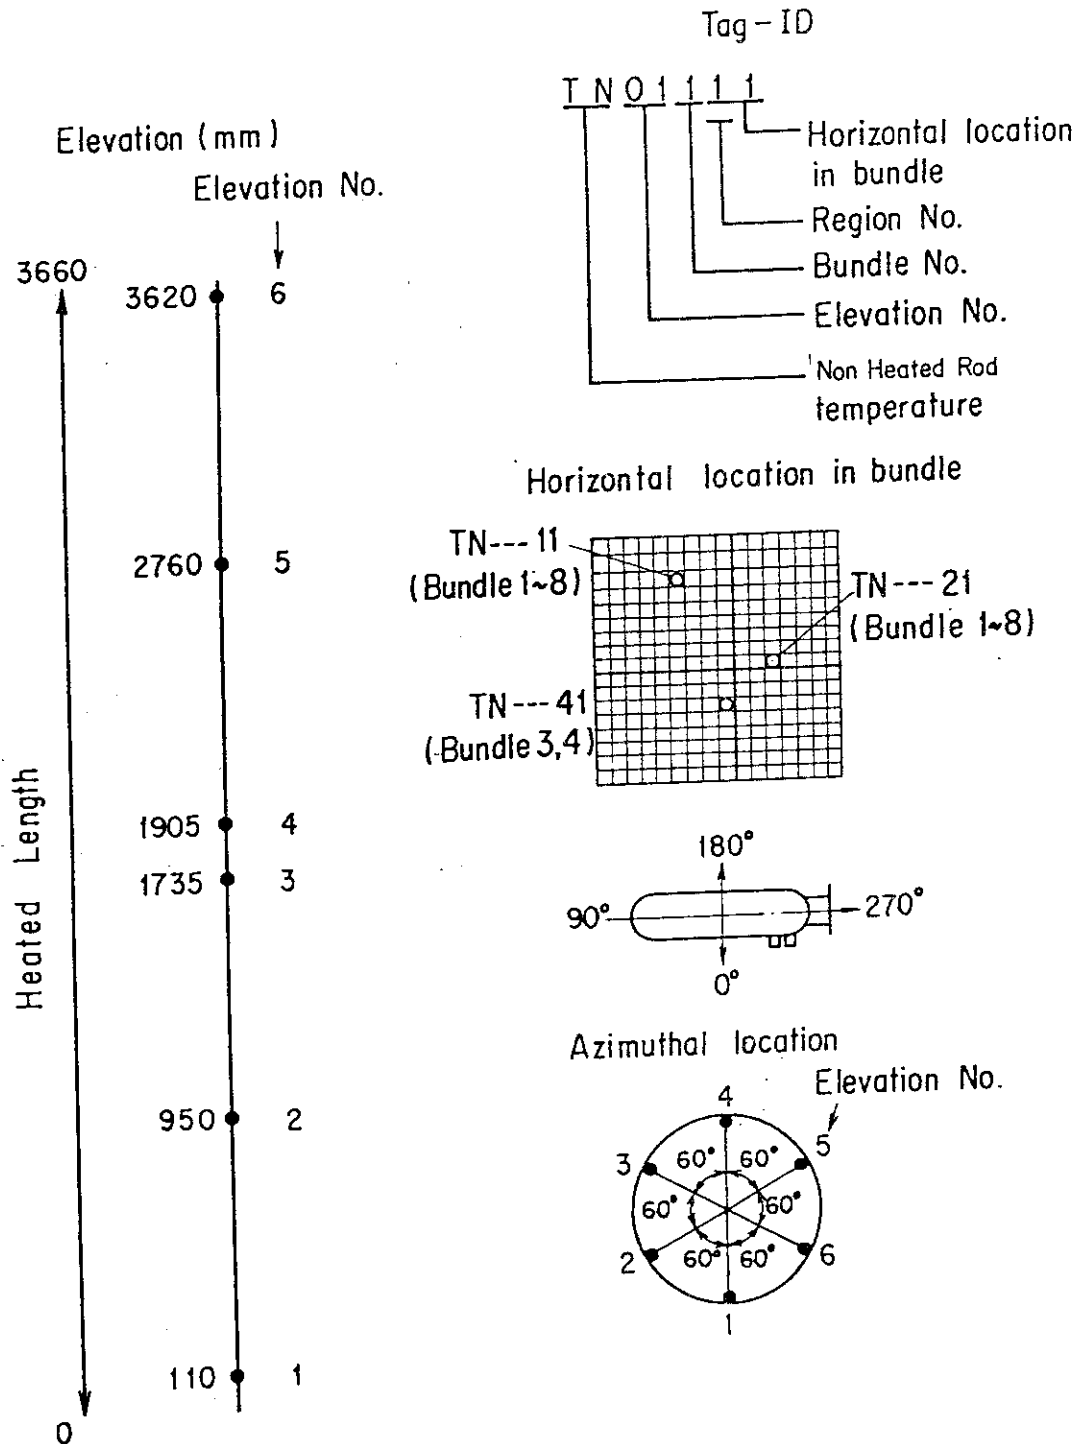 Tag-ID
TN01111
Horizontal location
in bundle
Region No.
Bundle No.
Elevation No.
Non Heated Rod
temperature
Elevation (mm)
Elevation No.
3660
3620 6
2760 5
1905 4
1735 3
950 2
110 1
0
Heated Length
Horizontal location in bundle
TN---11
(Bundle 1~8)
TN---21
(Bundle 1~8)
TN---41
(Bundle 3,4)
180°
90° 270°
0°
Azimuthal location
Elevation No.
4
3 60° 60° 5
60° 60°
2 60° 60° 6
1